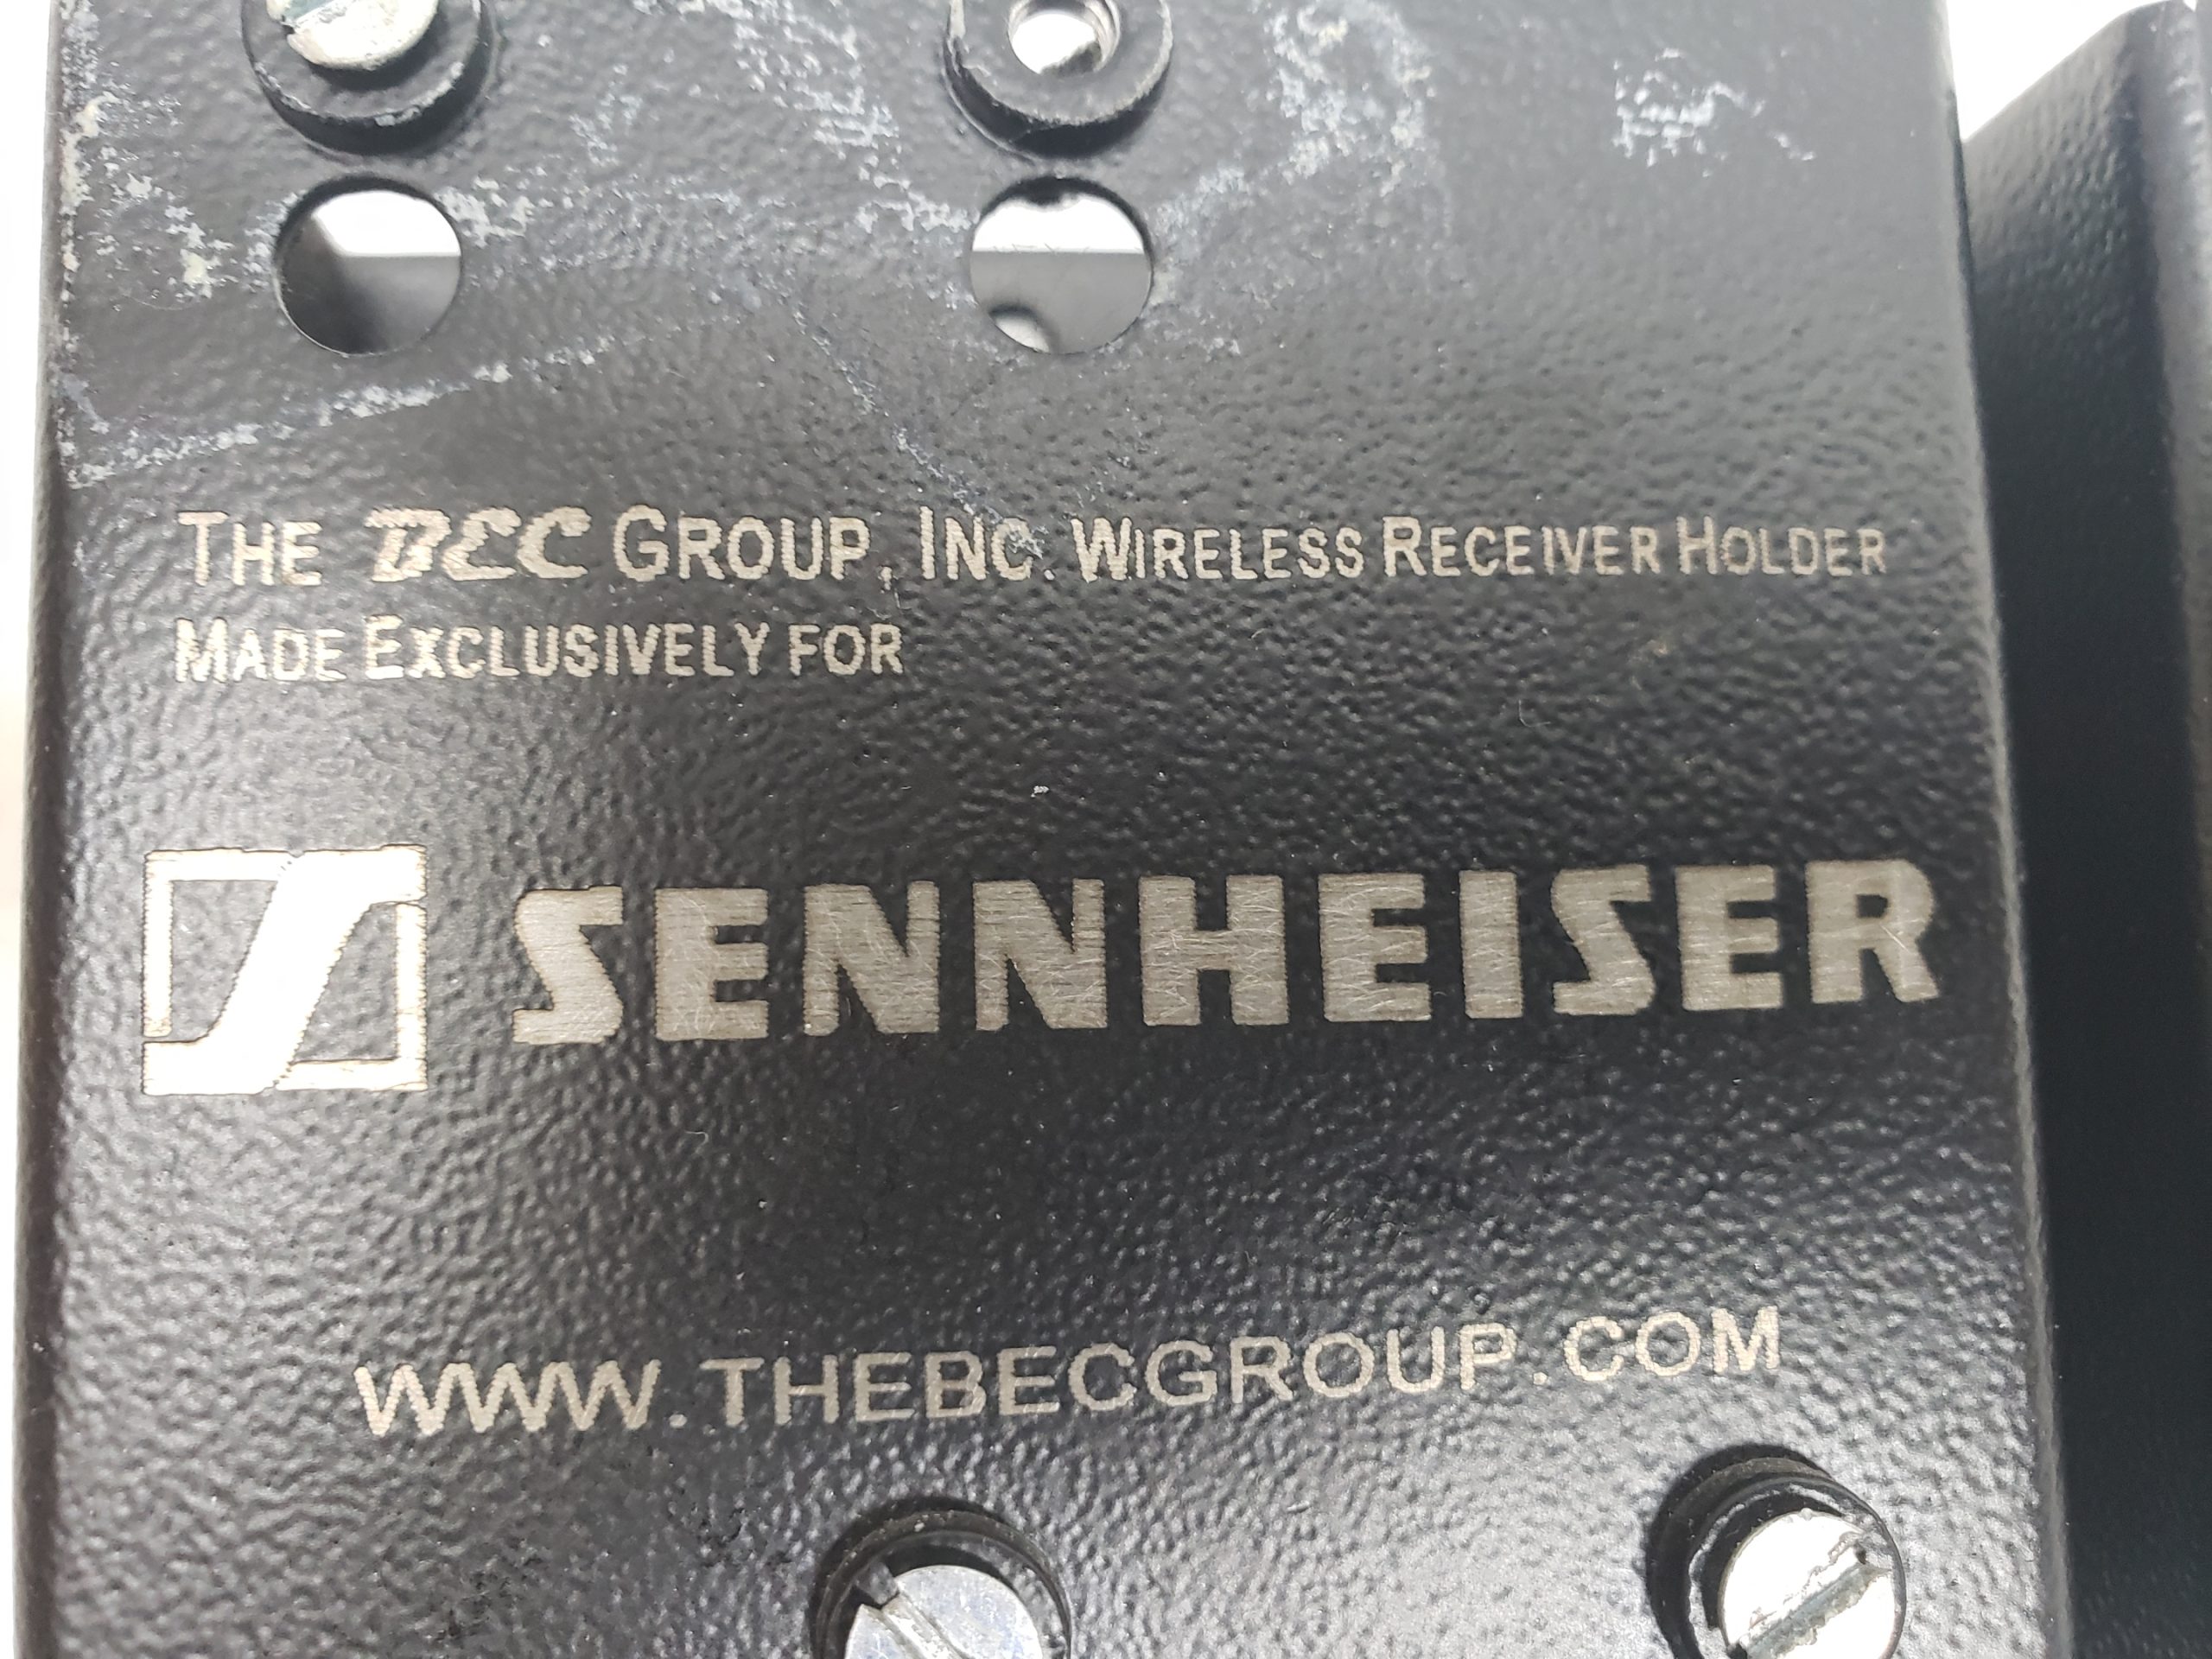 THE BEC GROUP, INC. WIRELESS RECEIVER HOLDER
MADE EXCLUSIVELY FOR
SENNHEISER
WWW.THEBECGROUP.COM